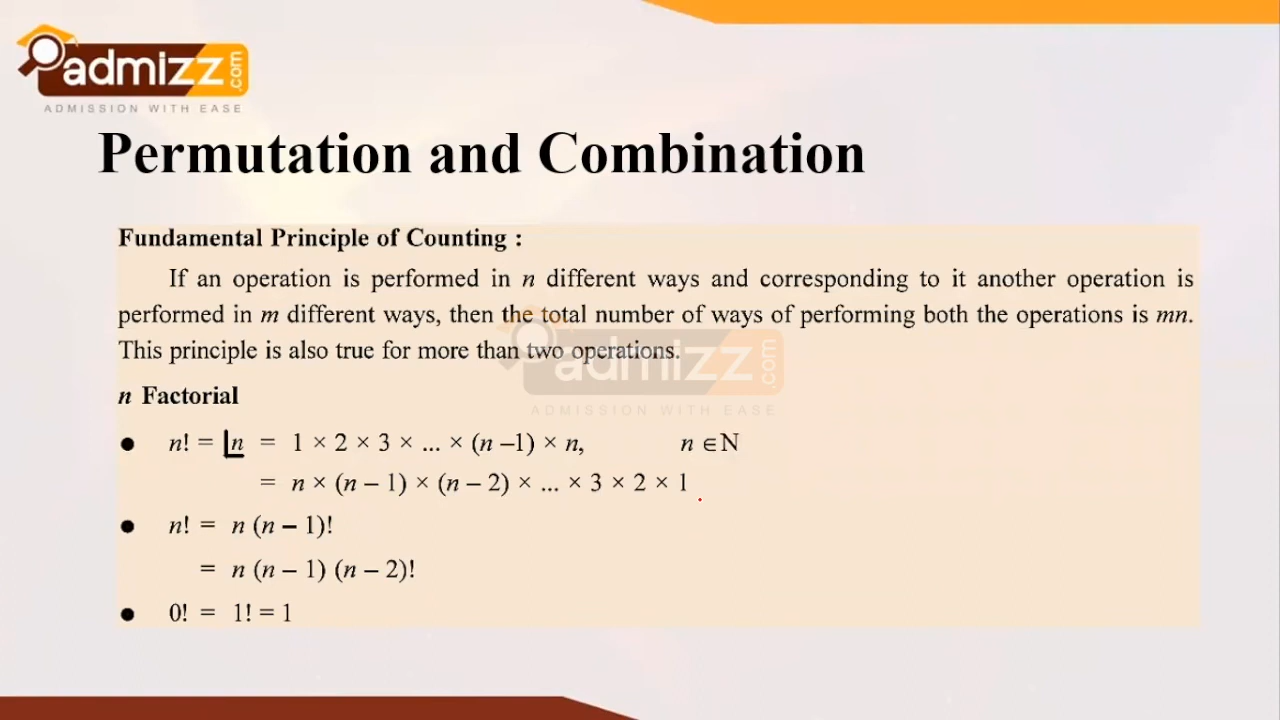 admizz.com
ADMISSION WITH EASE
Permutation and Combination
Fundamental Principle of Counting :
If an operation is performed in n different ways and corresponding to it another operation is
performed in m different ways, then the total number of ways of performing both the operations is mn.
This principle is also true for more than two operations.
admizz.com
ADMISSION WITH EASE
n Factorial
● n! = |n = 1 × 2 × 3 × ... × (n –1) × n, n ∈ N
= n × (n – 1) × (n – 2) × ... × 3 × 2 × 1
● n! = n (n – 1)!
= n (n – 1) (n – 2)!
● 0! = 1! = 1